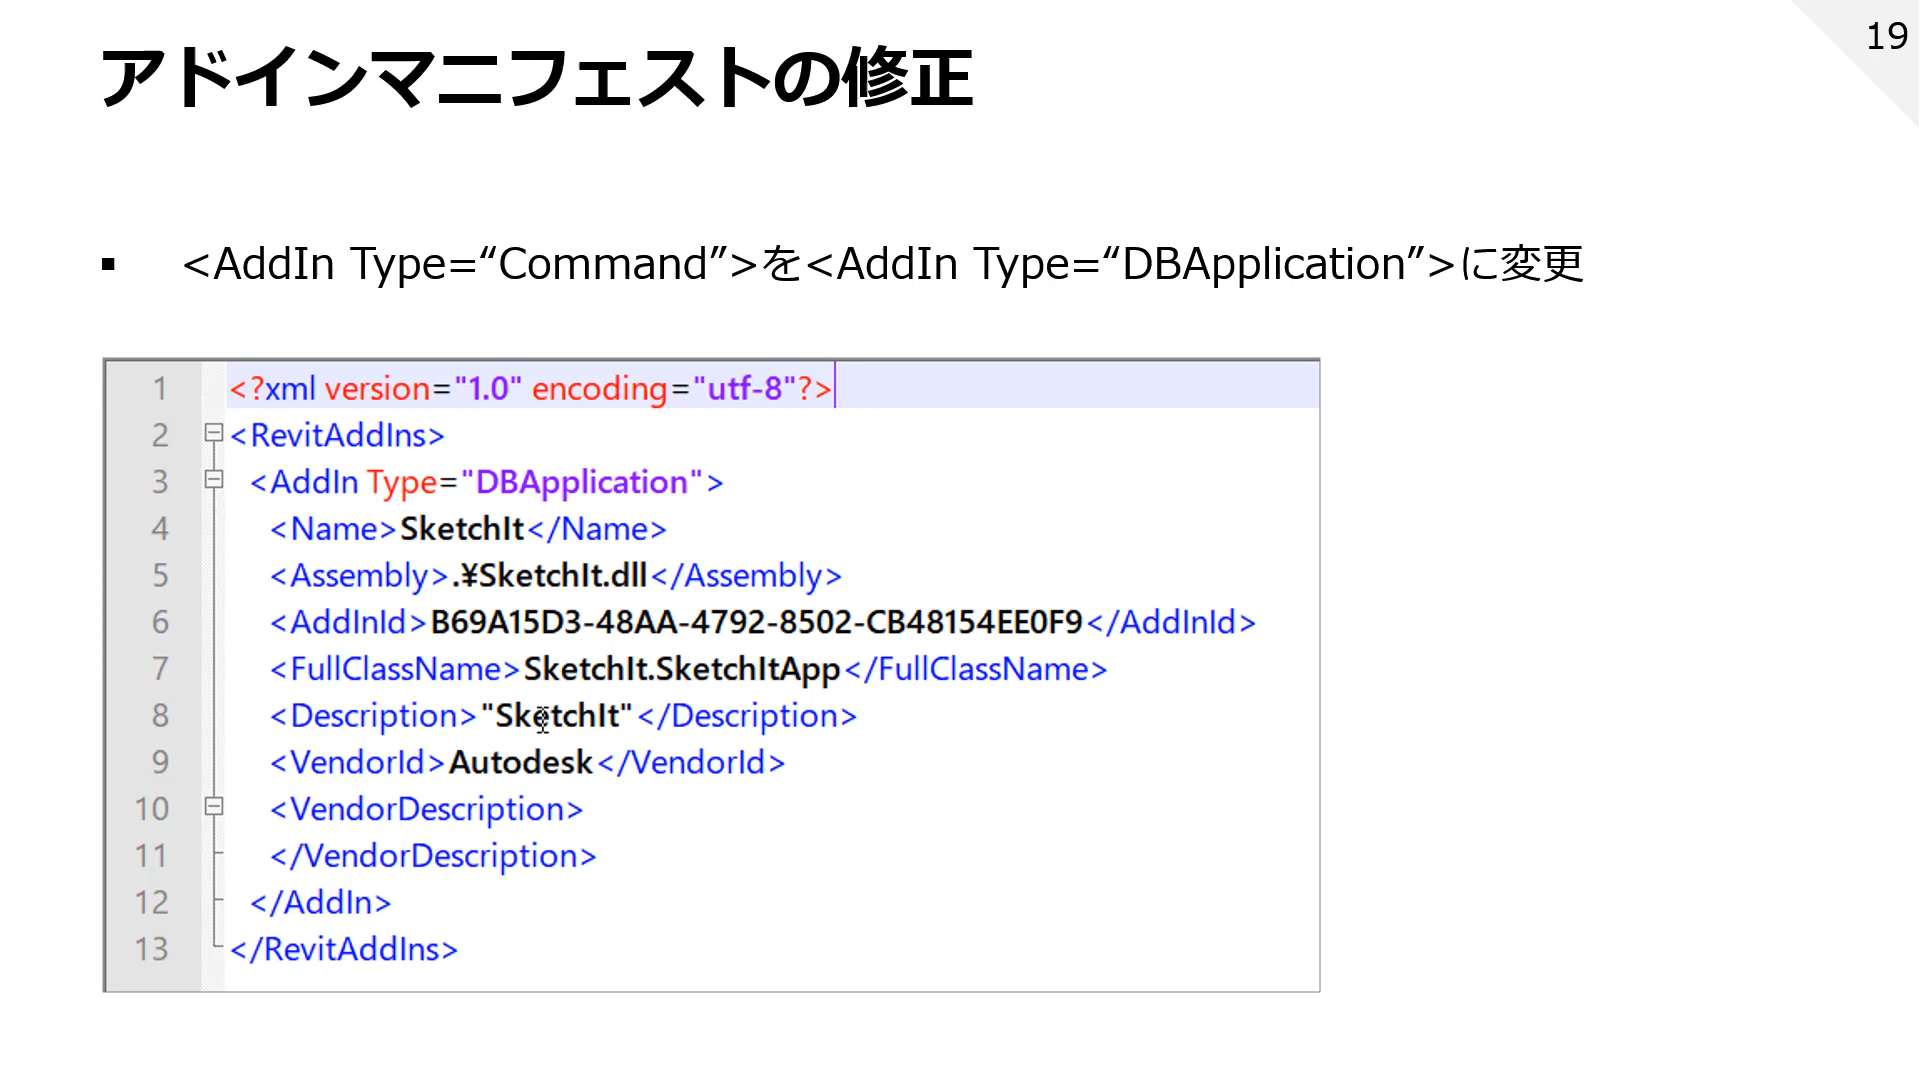 19
アドインマニフェストの修正
▪ <AddIn Type=“Command”>を<AddIn Type=“DBApplication”>に変更
1 <?xml version="1.0" encoding="utf-8"?>
2 <RevitAddIns>
3 <AddIn Type="DBApplication">
4 <Name>SketchIt</Name>
5 <Assembly>.¥SketchIt.dll</Assembly>
6 <AddInId>B69A15D3-48AA-4792-8502-CB48154EE0F9</AddInId>
7 <FullClassName>SketchIt.SketchItApp</FullClassName>
8 <Description>"SketchIt"</Description>
9 <VendorId>Autodesk</VendorId>
10 <VendorDescription>
11 </VendorDescription>
12 </AddIn>
13 </RevitAddIns>